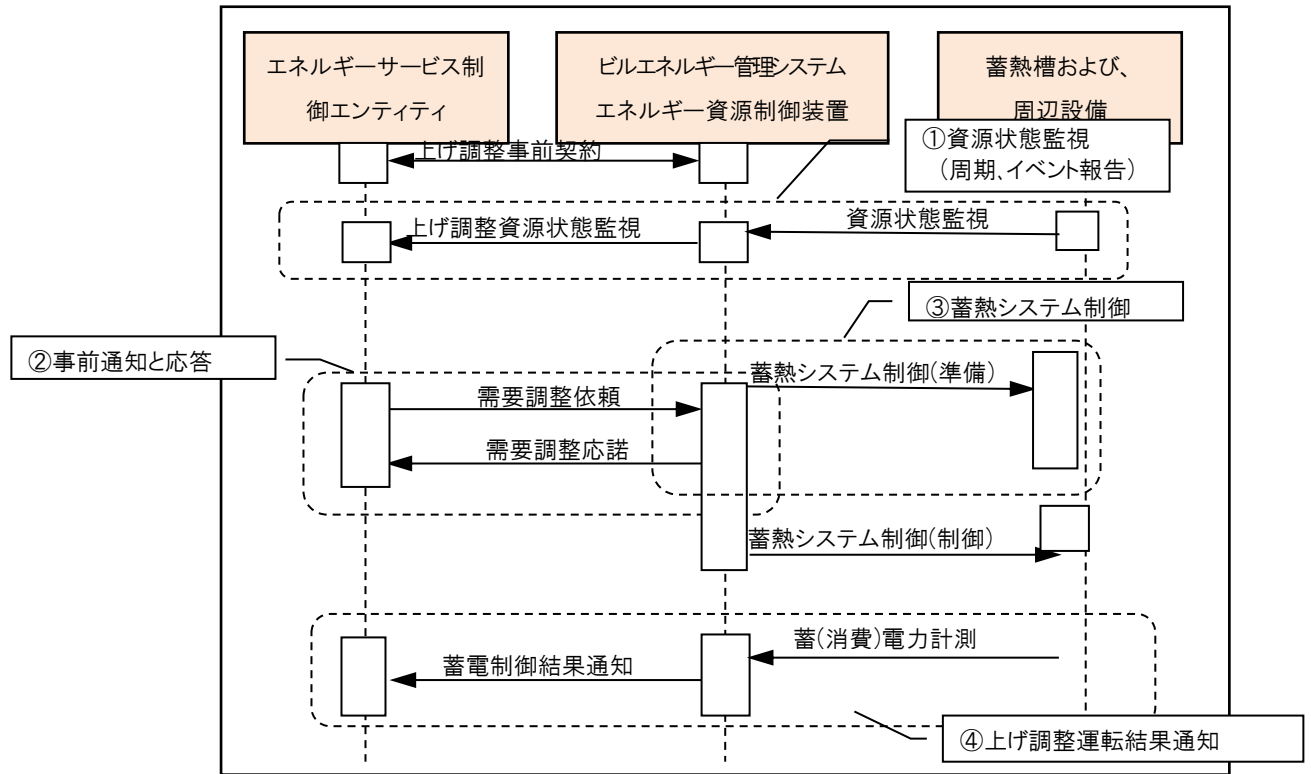 エネルギーサービス制
御エンティティ
ビルエネルギー管理システム
エネルギー資源制御装置
蓄熱槽および、
周辺設備
上げ調整事前契約
①資源状態監視
（周期、イベント報告）
上げ調整資源状態監視
資源状態監視
③蓄熱システム制御
②事前通知と応答
蓄熱システム制御(準備)
需要調整依頼
需要調整応諾
蓄熱システム制御(制御)
蓄(消費)電力計測
蓄電制御結果通知
④上げ調整運転結果通知